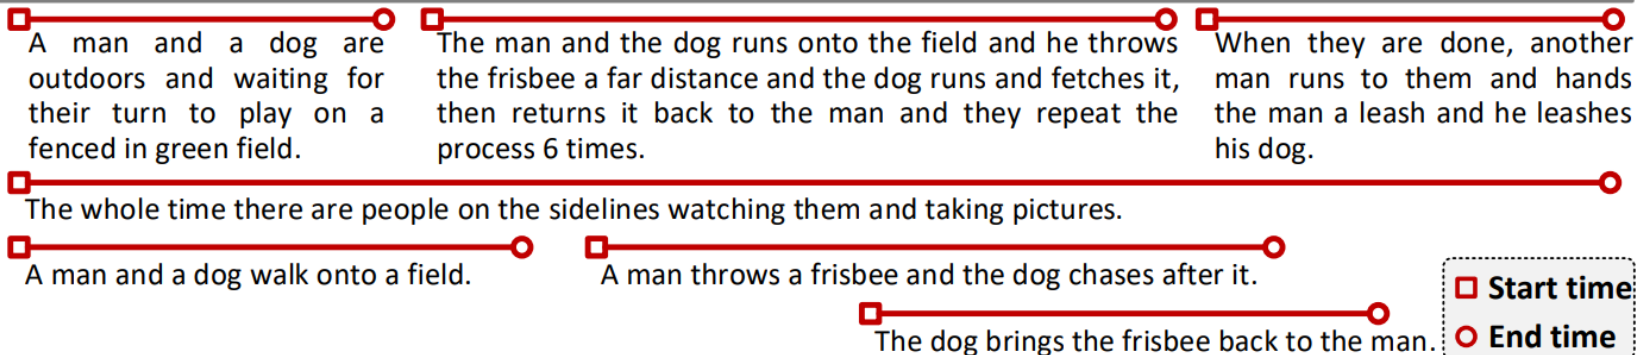 A man and a dog are
outdoors and waiting for
their turn to play on a
fenced in green field.
The man and the dog runs onto the field and he throws
the frisbee a far distance and the dog runs and fetches it,
then returns it back to the man and they repeat the
process 6 times.
When they are done, another
man runs to them and hands
the man a leash and he leashes
his dog.
The whole time there are people on the sidelines watching them and taking pictures.
A man and a dog walk onto a field.
A man throws a frisbee and the dog chases after it.
The dog brings the frisbee back to the man.
Start time
End time